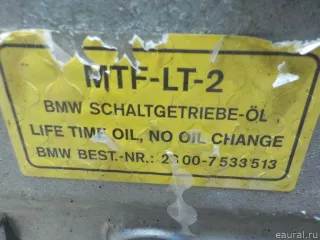 MTF-LT-2
BMW SCHALTGETRIEBE-ÖL
LIFE TIME OIL, NO OIL CHANGE
BMW BEST.-NR.: 2300-7533513
eaural.ru